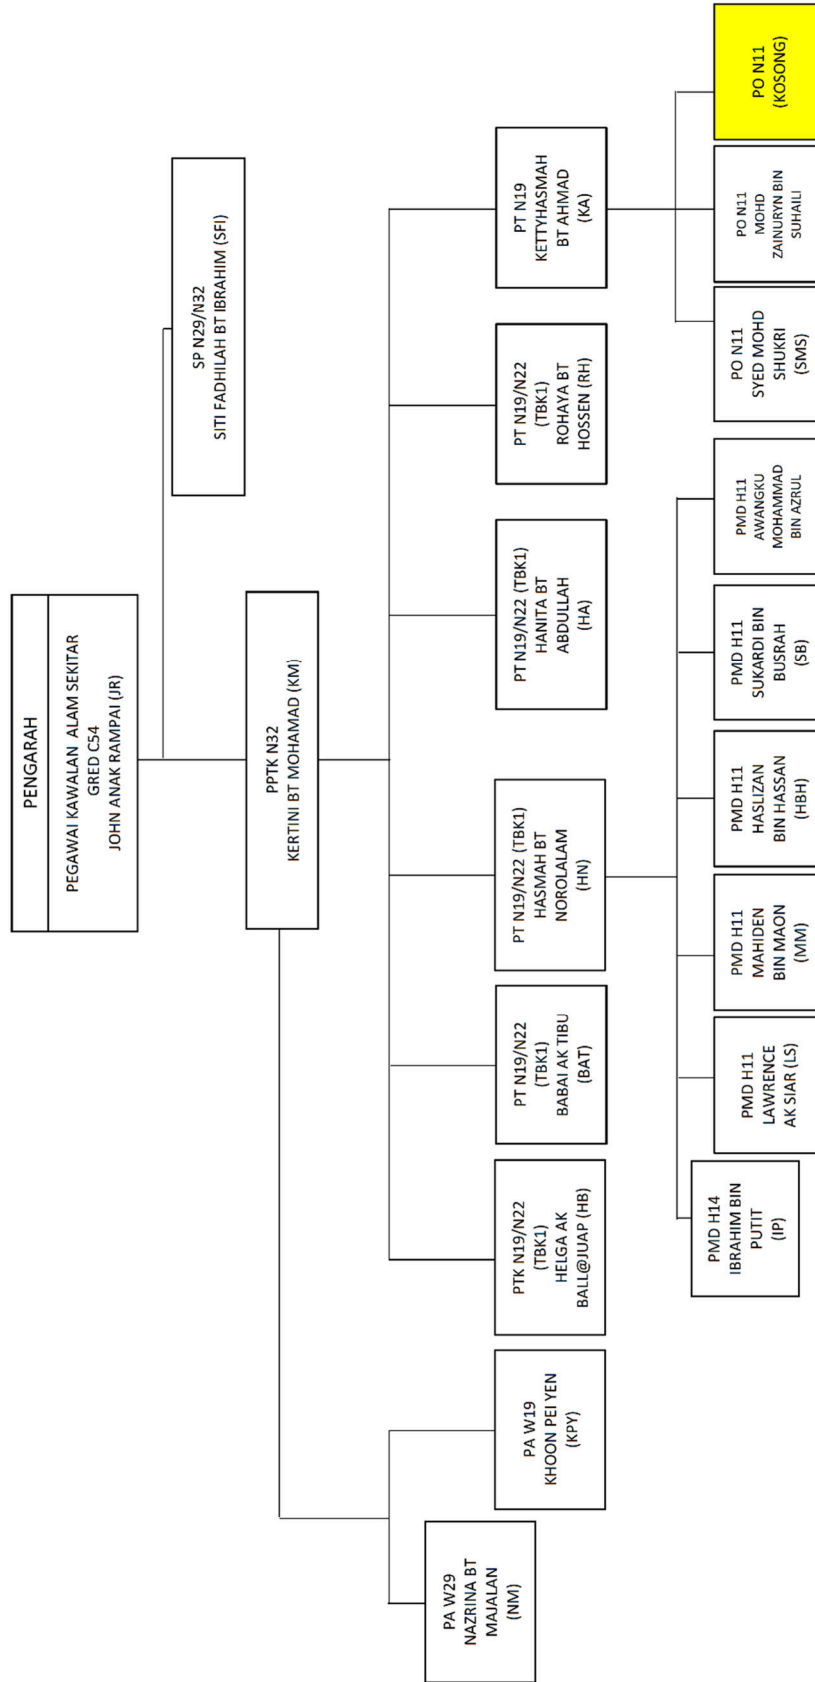 PENGARAH
PEGAWAI KAWALAN ALAM SEKITAR
GRED C54
JOHN ANAK RAMPAI (JR)
SP N29/N32
SITI FADHILAH BT IBRAHIM (SFI)
PPTK N32
KERTINI BT MOHAMAD (KM)
PA W29
NAZRINA BT
MAJALAN
(NM)
PA W19
KHOON PEI YEN
(KPY)
PTK N19/N22
(TBK1)
HELGA AK
BALL@JUAP (HB)
PT N19/N22
(TBK1)
BABAI AK TIBU
(BAT)
PT N19/N22 (TBK1)
HASMAH BT
NOROLALAM
(HN)
PT N19/N22 (TBK1)
HANITA BT
ABDULLAH
(HA)
PT N19/N22
(TBK1)
ROHAYA BT
HOSSEN (RH)
PT N19
KETTYHASMAH
BT AHMAD
(KA)
PMD H14
IBRAHIM BIN
PUTIT
(IP)
PMD H11
LAWRENCE
AK SIAR (LS)
PMD H11
MAHIDEN
BIN MAON
(MM)
PMD H11
HASLIZAN
BIN HASSAN
(HBH)
PMD H11
SUKARDI BIN
BUSRAH
(SB)
PMD H11
AWANGKU
MOHAMMAD
BIN AZRUL
PO N11
SYED MOHD
SHUKRI
(SMS)
PO N11
MOHD
ZAINURYN BIN
SUHAILI
PO N11
(KOSONG)